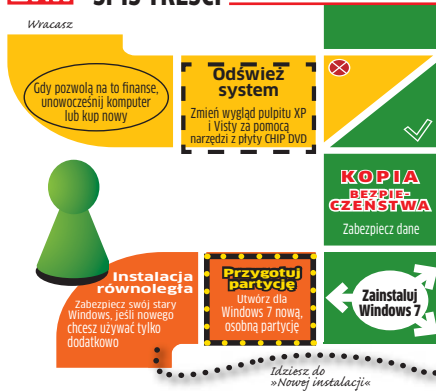 SPIS TREŚCI
Wracasz
Gdy pozwolą na to finanse,
unowocześnij komputer
lub kup nowy
Odśwież
system
Zmień wygląd pulpitu XP
i Visty za pomocą
narzędzi z płyty CHIP DVD
KOPIA
BEZPIE-
CZEŃSTWA
Zabezpiecz dane
Instalacja
równoległa
Zabezpiecz swój stary
Windows, jeśli nowego
chcesz używać tylko
dodatkowo
Przygotuj
partycję
Utwórz dla
Windows 7 nową,
osobną partycję
Zainstaluj
Windows 7
Idziesz do
»Nowej instalacji«